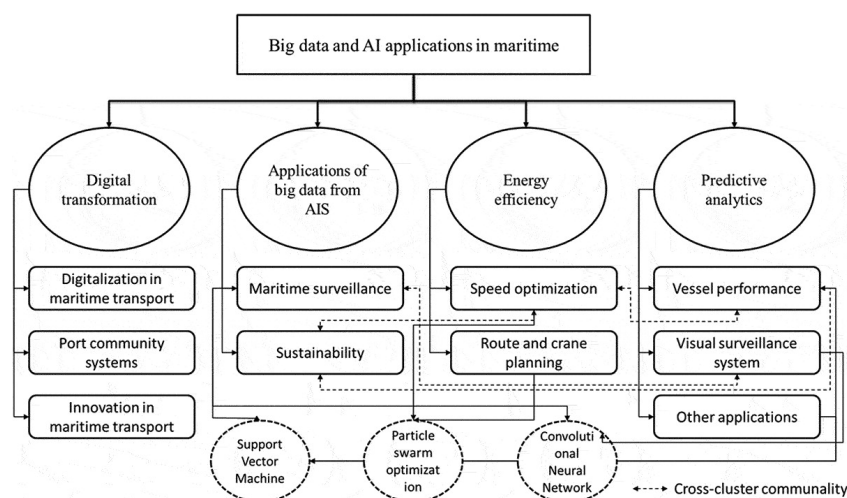 Big data and AI applications in maritime
Digital
transformation
Applications of
big data from
AIS
Energy
efficiency
Predictive
analytics
Digitalization in
maritime transport
Maritime surveillance
Speed optimization
Vessel performance
Port community
systems
Sustainability
Route and crane
planning
Visual surveillance
system
Innovation in
maritime transport
Other applications
Support
Vector
Machine
Particle
swarm
optimizat
ion
Convoluti
onal
Neural
Network
Cross-cluster communality